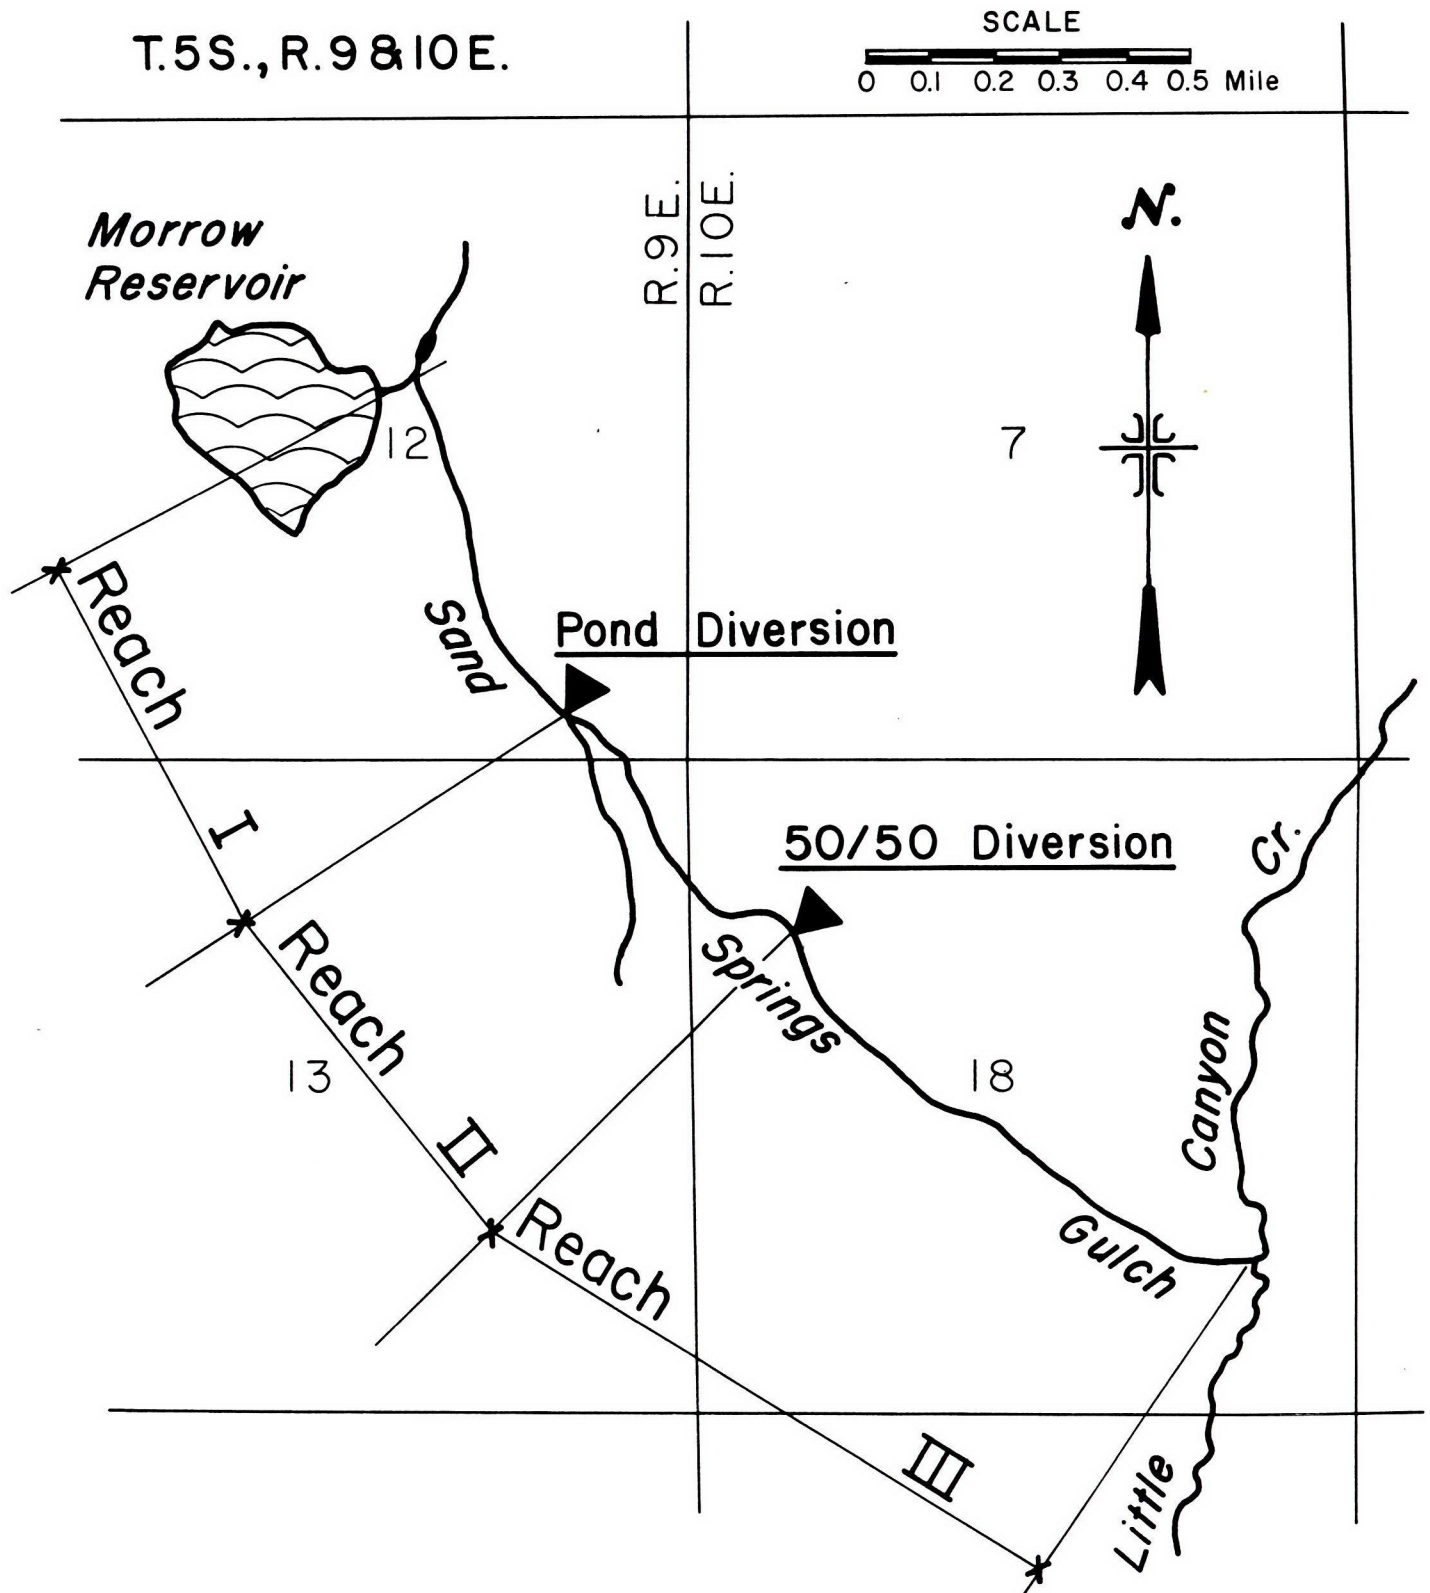 T.5S., R.9 & 10E.
SCALE
0 0.1 0.2 0.3 0.4 0.5 Mile
R.9E.
R.10E.
N.
Morrow
Reservoir
12
7
Sand
Pond Diversion
Reach
I
50/50 Diversion
Cr.
Reach
II
Springs
13
18
Canyon
Reach
III
Gulch
Little